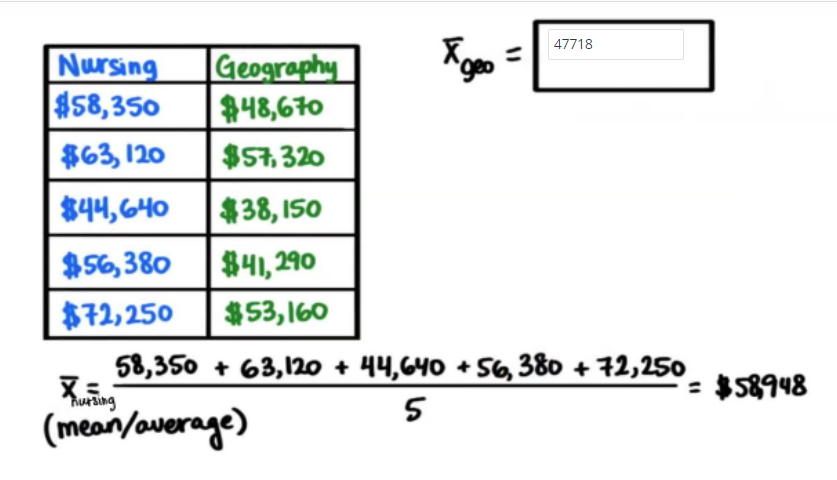 x̄geo = 47718
Nursing Geography
$58,350 $48,670
$63,120 $57,320
$44,640 $38,150
$56,380 $41,290
$72,250 $53,160
58,350 + 63,120 + 44,640 + 56,380 + 72,250
x̄nursing = = $58,948
5
(mean/average)